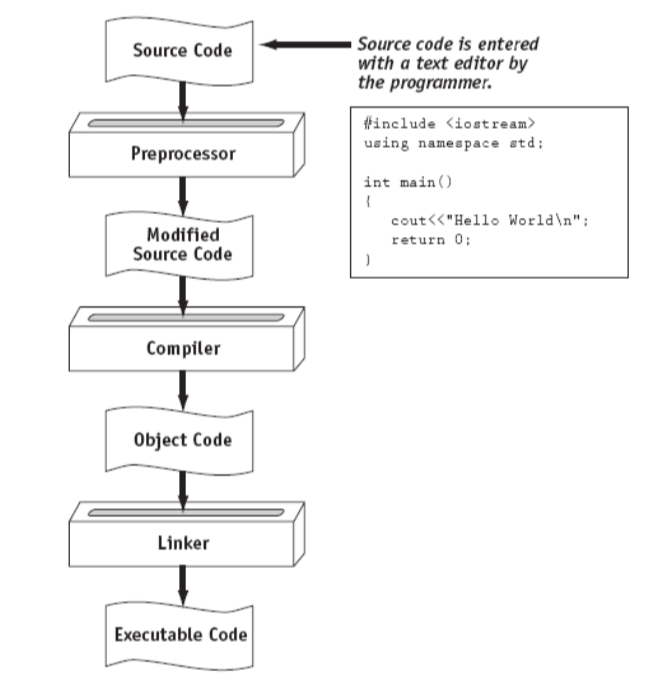 Source Code
Source code is entered
with a text editor by
the programmer.
#include <iostream>
using namespace std;
int main()
{
cout<<"Hello World\n";
return 0;
}
Preprocessor
Modified
Source Code
Compiler
Object Code
Linker
Executable Code